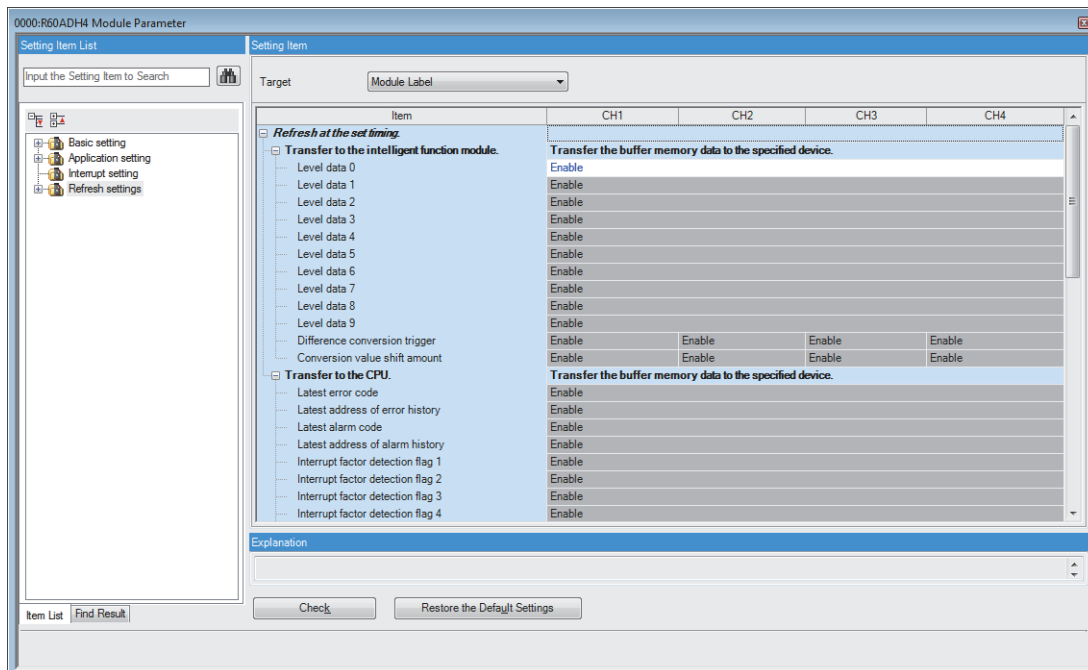 0000:R60ADH4 Module Parameter
Setting Item List
Input the Setting Item to Search
Basic setting
Application setting
Interrupt setting
Refresh settings
Item List Find Result
Setting Item
Target Module Label
Item CH1 CH2 CH3 CH4
Refresh at the set timing.
Transfer to the intelligent function module. Transfer the buffer memory data to the specified device.
Level data 0 Enable
Level data 1 Enable
Level data 2 Enable
Level data 3 Enable
Level data 4 Enable
Level data 5 Enable
Level data 6 Enable
Level data 7 Enable
Level data 8 Enable
Level data 9 Enable
Difference conversion trigger Enable Enable Enable Enable
Conversion value shift amount Enable Enable Enable Enable
Transfer to the CPU. Transfer the buffer memory data to the specified device.
Latest error code Enable
Latest address of error history Enable
Latest alarm code Enable
Latest address of alarm history Enable
Interrupt factor detection flag 1 Enable
Interrupt factor detection flag 2 Enable
Interrupt factor detection flag 3 Enable
Interrupt factor detection flag 4 Enable
Explanation
Check Restore the Default Settings